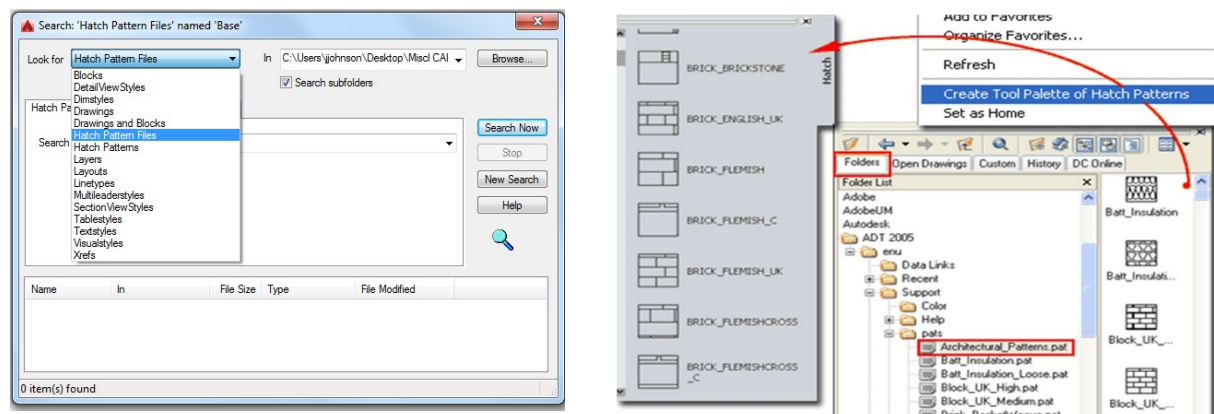 Search: 'Hatch Pattern Files' named 'Base'
Look for
Hatch Pattern Files
In
C:\Users\jjohnson\Desktop\Miscl CAI
Browse...
Search subfolders
Blocks
DetailViewStyles
Dimstyles
Drawings
Drawings and Blocks
Hatch Pattern Files
Hatch Patterns
Layers
Layouts
Linetypes
Multileaderstyles
SectionViewStyles
Tablestyles
Textstyles
Visualstyles
Xrefs
Hatch Pa
Search
Search Now
Stop
New Search
Help
Name In File Size Type File Modified
0 item(s) found
Hatch
BRICK_BRICKSTONE
BRICK_ENGLISH_UK
BRICK_FLEMISH
BRICK_FLEMISH_C
BRICK_FLEMISH_UK
BRICK_FLEMISHCROSS
BRICK_FLEMISHCROSS
_C
Add to Favorites
Organize Favorites...
Refresh
Create Tool Palette of Hatch Patterns
Set as Home
Folders Open Drawings Custom History DC Online
Folder List
Adobe
AdobeUM
Autodesk
ADT 2005
enu
Data Links
Recent
Support
Color
Help
pats
Architectural_Patterns.pat
Batt_Insulation.pat
Batt_Insulation_Loose.pat
Block_UK_High.pat
Block_UK_Medium.pat
Batt_Insulation
Batt_Insulati...
Block_UK_...
Block_UK_...